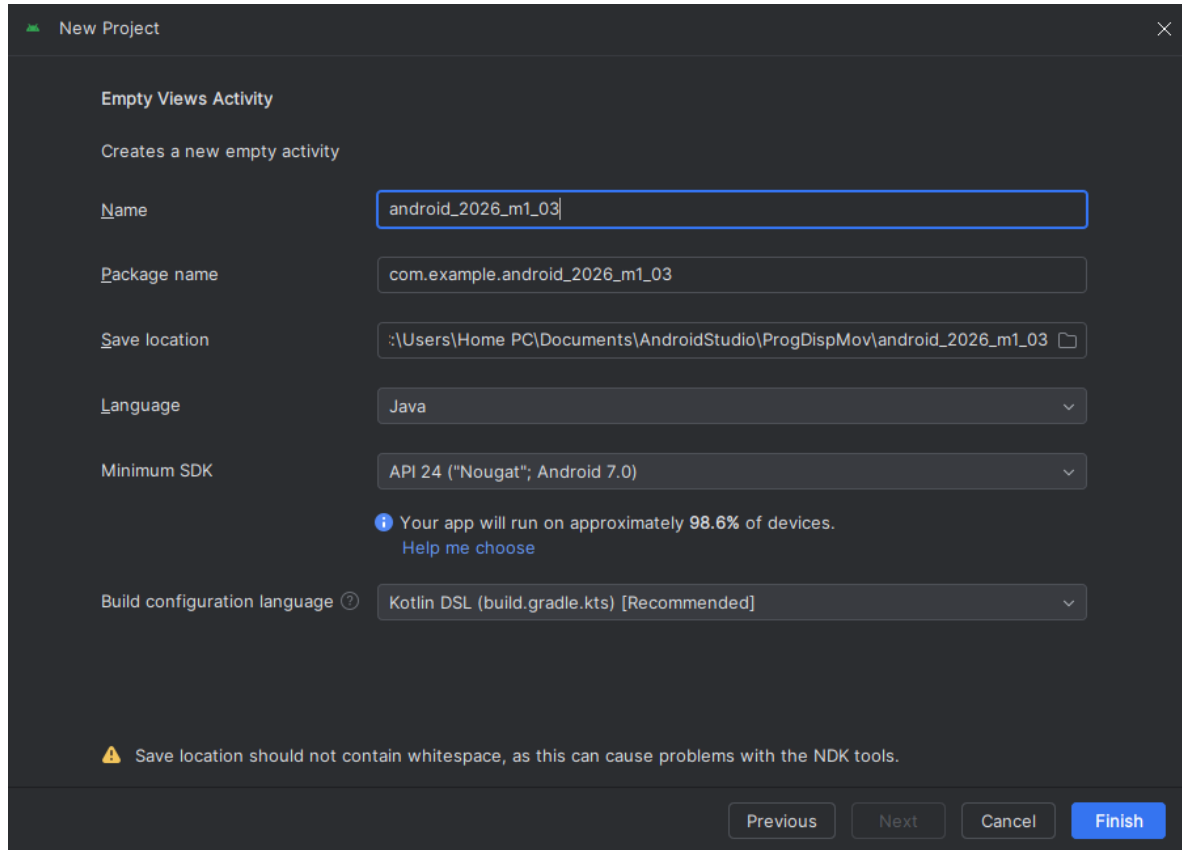 New Project
Empty Views Activity
Creates a new empty activity
Name
android_2026_m1_03
Package name
com.example.android_2026_m1_03
Save location
:\Users\Home PC\Documents\AndroidStudio\ProgDispMov\android_2026_m1_03
Language
Java
Minimum SDK
API 24 ("Nougat"; Android 7.0)
Your app will run on approximately 98.6% of devices.
Help me choose
Build configuration language ?
Kotlin DSL (build.gradle.kts) [Recommended]
Save location should not contain whitespace, as this can cause problems with the NDK tools.
Previous
Next
Cancel
Finish